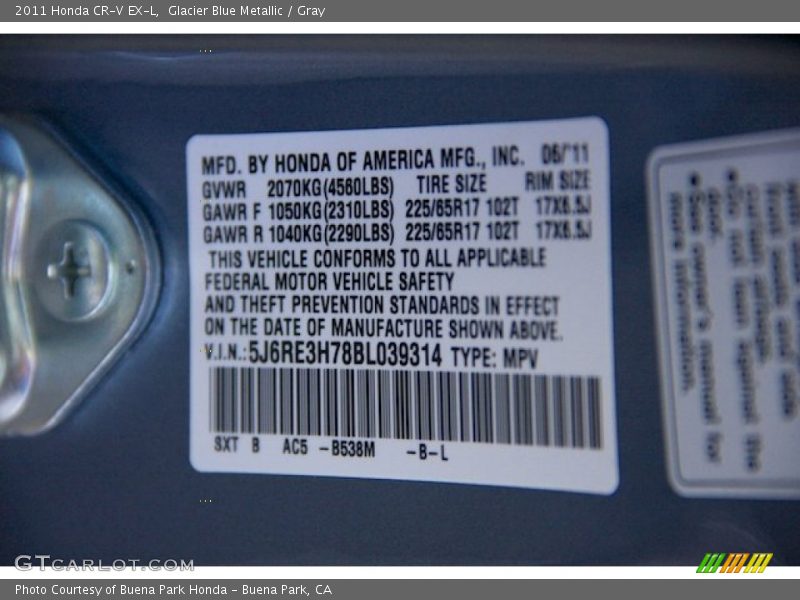 2011 Honda CR-V EX-L, Glacier Blue Metallic / Gray
MFD. BY HONDA OF AMERICA MFG., INC. 06/'11
GVWR 2070KG(4560LBS) TIRE SIZE RIM SIZE
GAWR F 1050KG(2310LBS) 225/65R17 102T 17X6.5J
GAWR R 1040KG(2290LBS) 225/65R17 102T 17X6.5J
THIS VEHICLE CONFORMS TO ALL APPLICABLE
FEDERAL MOTOR VEHICLE SAFETY
AND THEFT PREVENTION STANDARDS IN EFFECT
ON THE DATE OF MANUFACTURE SHOWN ABOVE.
V.I.N.: 5J6RE3H78BL039314 TYPE: MPV
SXT B AC5 -B538M -B-L
GTCARLOT.COM
Photo Courtesy of Buena Park Honda - Buena Park, CA